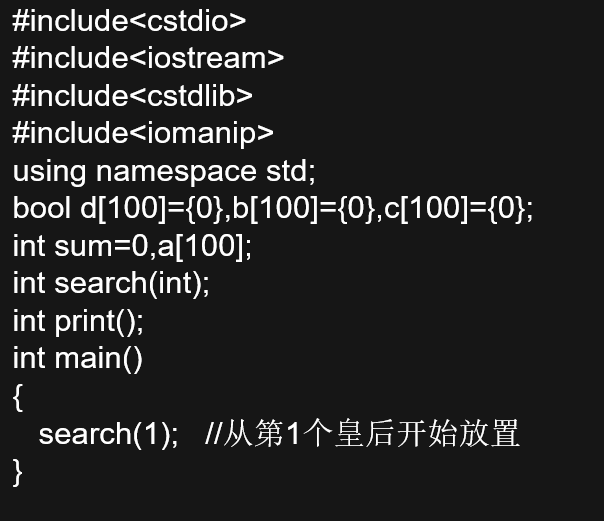 #include<cstdio>
#include<iostream>
#include<cstdlib>
#include<iomanip>
using namespace std;
bool d[100]={0},b[100]={0},c[100]={0};
int sum=0,a[100];
int search(int);
int print();
int main()
{
search(1); //从第1个皇后开始放置
}